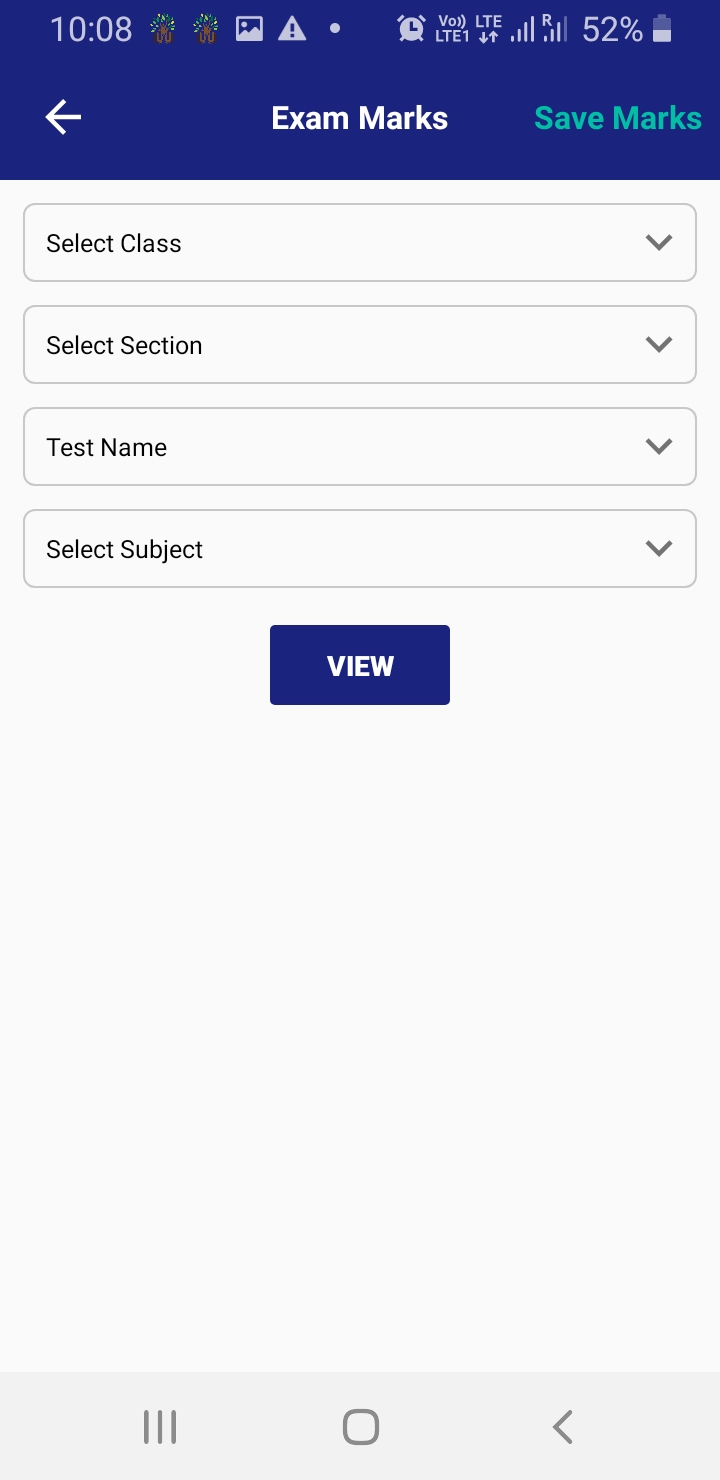 10:08 Vo)) LTE1 LTE R 52%
Exam Marks Save Marks
Select Class
Select Section
Test Name
Select Subject
VIEW